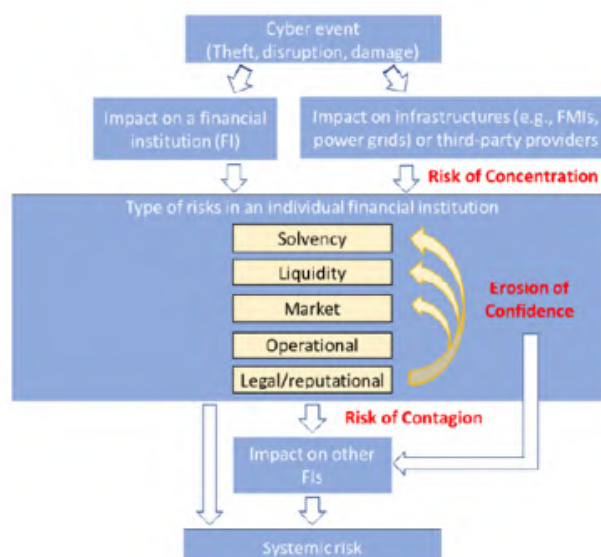 Cyber event
(Theft, disruption, damage)
Impact on a financial
institution (FI)
Impact on infrastructures (e.g., FMIs,
power grids) or third-party providers
Risk of Concentration
Type of risks in an individual financial institution
Solvency
Liquidity
Market
Operational
Legal/reputational
Erosion of
Confidence
Risk of Contagion
Impact on other
FIs
Systemic risk